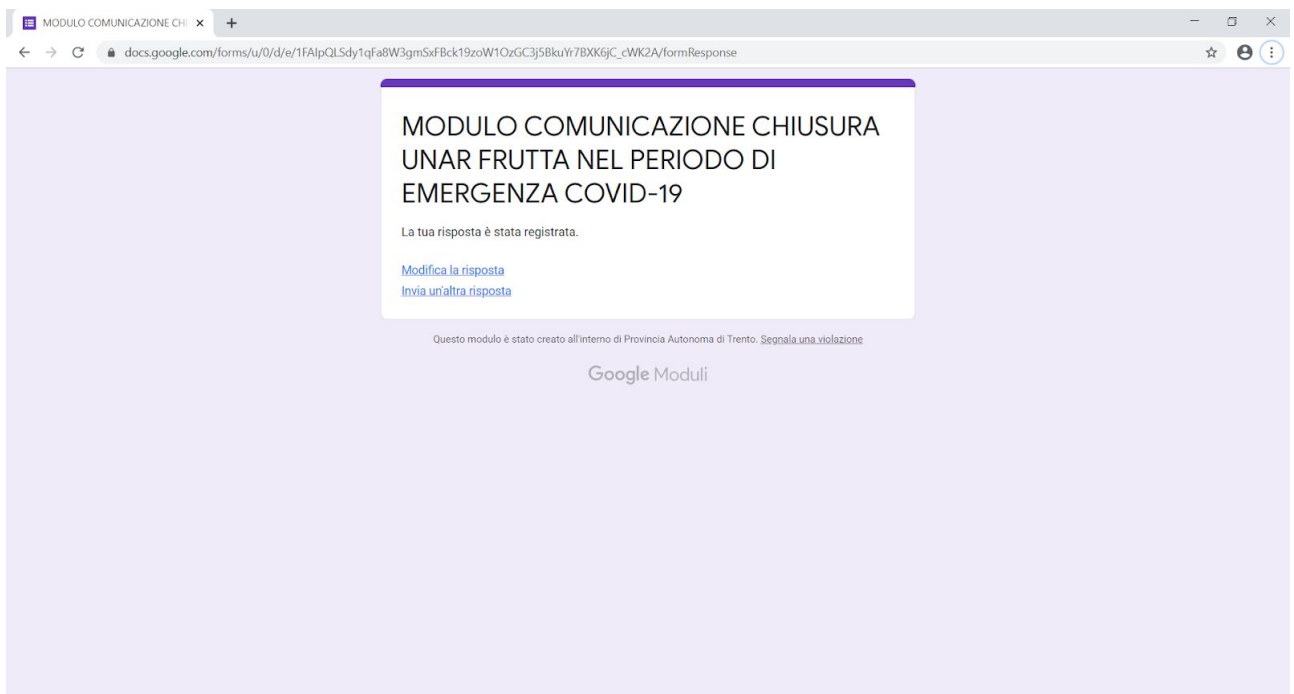 MODULO COMUNICAZIONE CHI
docs.google.com/forms/u/0/d/e/1FAIpQLSdy1qFa8W3gmSxFBck19zoW1OzGC3j5BkuYr7BXK6jC_cWK2A/formResponse
MODULO COMUNICAZIONE CHIUSURA
UNAR FRUTTA NEL PERIODO DI
EMERGENZA COVID-19
La tua risposta è stata registrata.
Modifica la risposta
Invia un'altra risposta
Questo modulo è stato creato all'interno di Provincia Autonoma di Trento. Segnala una violazione
Google Moduli